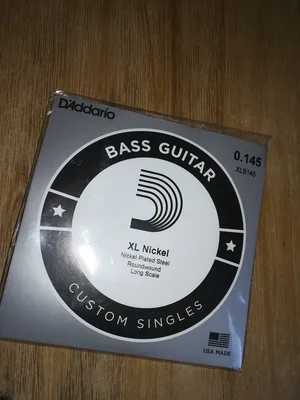 D'Addario
BASS GUITAR
0.145
XLB145
XL Nickel
Nickel Plated Steel
Roundwound
Long Scale
CUSTOM SINGLES
USA MADE